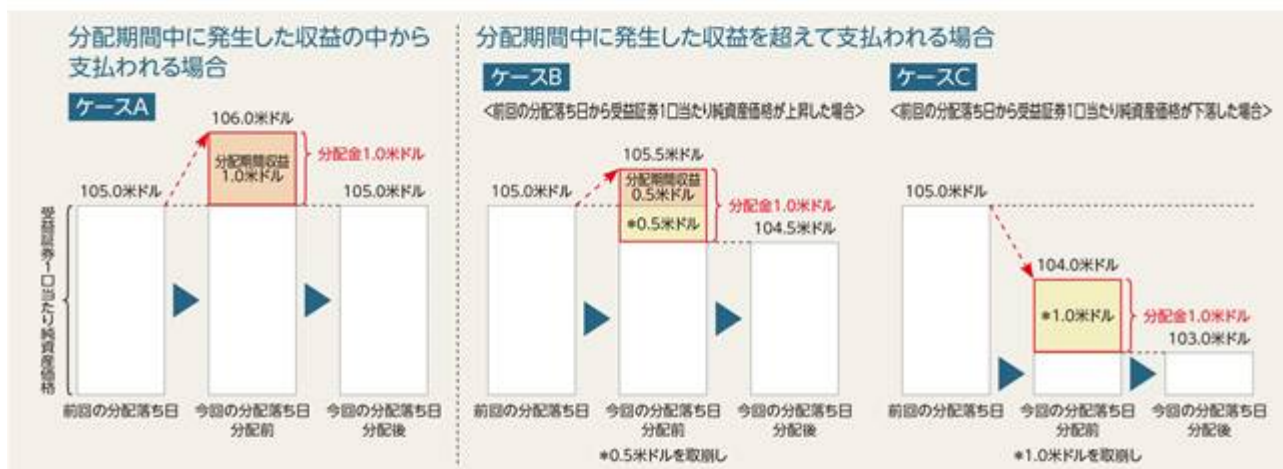 分配期間中に発生した収益の中から
支払われる場合
ケースA
106.0米ドル
分配期間収益
1.0米ドル
分配金1.0米ドル
105.0米ドル
105.0米ドル
受益証券1口当たり純資産価格
前回の分配落ち日
今回の分配落ち日
分配前
今回の分配落ち日
分配後
分配期間中に発生した収益を超えて支払われる場合
ケースB
<前回の分配落ち日から受益証券1口当たり純資産価格が上昇した場合>
105.5米ドル
105.0米ドル
分配期間収益
0.5米ドル
*0.5米ドル
分配金1.0米ドル
104.5米ドル
前回の分配落ち日
今回の分配落ち日
分配前
今回の分配落ち日
分配後
*0.5米ドルを取崩し
ケースC
<前回の分配落ち日から受益証券1口当たり純資産価格が下落した場合>
105.0米ドル
104.0米ドル
*1.0米ドル
分配金1.0米ドル
103.0米ドル
前回の分配落ち日
今回の分配落ち日
分配前
今回の分配落ち日
分配後
*1.0米ドルを取崩し